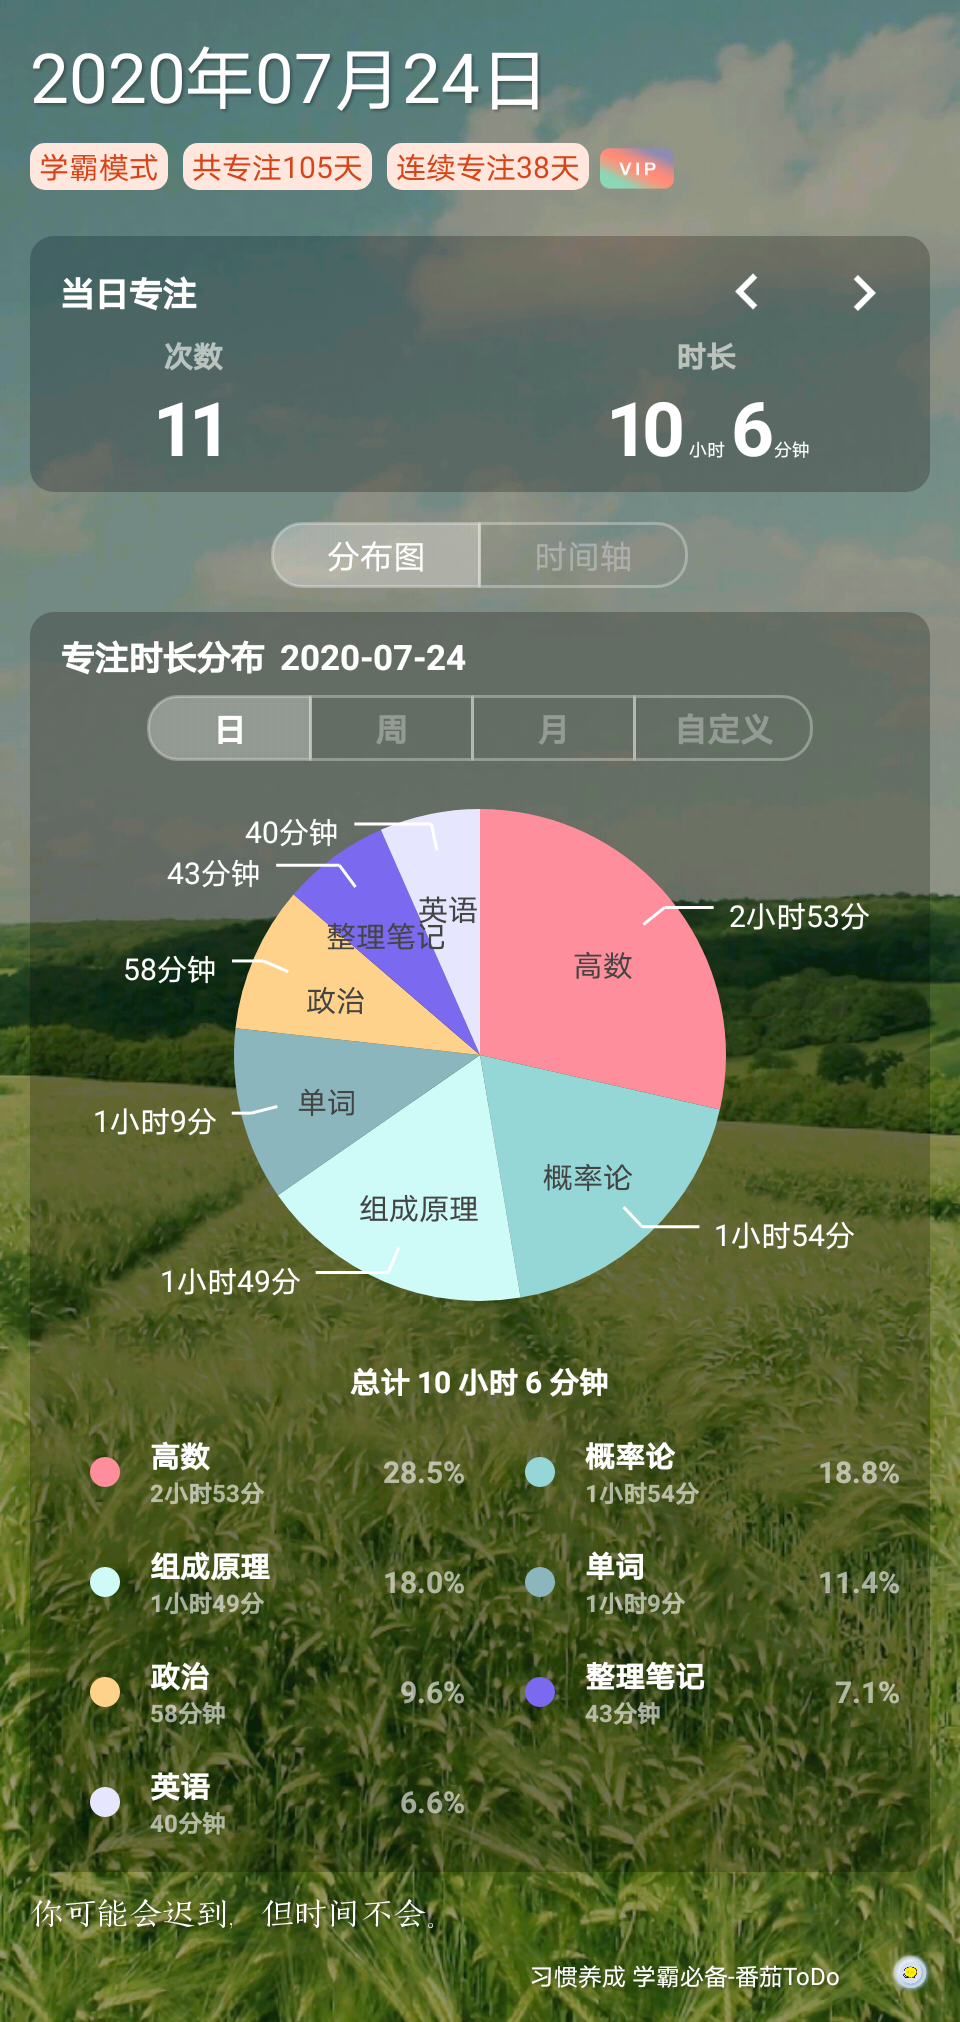 2020年07月24日
学霸模式 共专注105天 连续专注38天 VIP
当日专注
次数 时长
11 10小时6分钟
分布图 时间轴
专注时长分布 2020-07-24
日 周 月 自定义
40分钟
43分钟
英语
2小时53分
整理笔记
高数
58分钟
政治
单词
1小时9分
概率论
组成原理
1小时54分
1小时49分
总计 10 小时 6 分钟
高数 28.5% 概率论 18.8%
2小时53分 1小时54分
组成原理 18.0% 单词 11.4%
1小时49分 1小时9分
政治 9.6% 整理笔记 7.1%
58分钟 43分钟
英语 6.6%
40分钟
你可能会迟到，但时间不会。
习惯养成 学霸必备-番茄ToDo